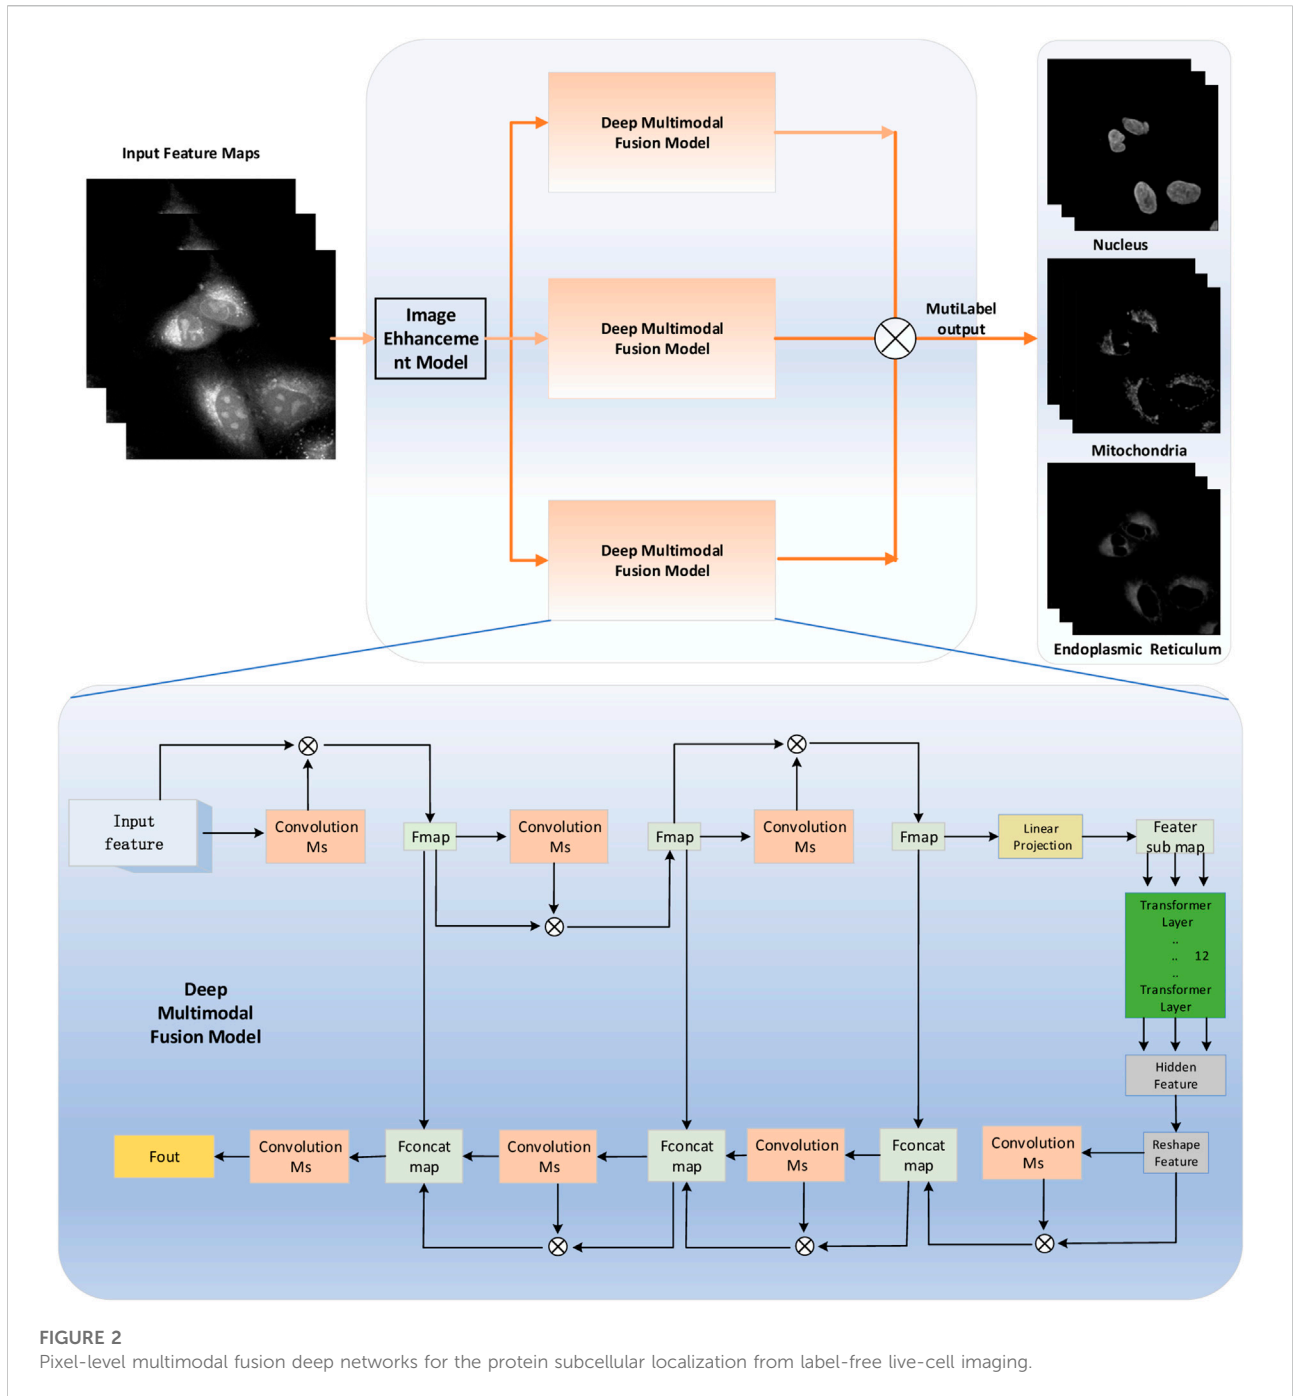 Input Feature Maps
Image
Ehhanceme
nt Model
Deep Multimodal
Fusion Model
Deep Multimodal
Fusion Model
Deep Multimodal
Fusion Model
MutiLabel
output
Nucleus
Mitochondria
Endoplasmic Reticulum
Input
feature
Convolution
Ms
Fmap
Convolution
Ms
Fmap
Convolution
Ms
Fmap
Linear
Projection
Feater
sub map
Transformer
Layer
..
.. 12
..
Transformer
Layer
Deep
Multimodal
Fusion Model
Hidden
Feature
Reshape
Feature
Convolution
Ms
Fconcat
map
Convolution
Ms
Fconcat
map
Convolution
Ms
Fconcat
map
Convolution
Ms
Fout
FIGURE 2
Pixel-level multimodal fusion deep networks for the protein subcellular localization from label-free live-cell imaging.